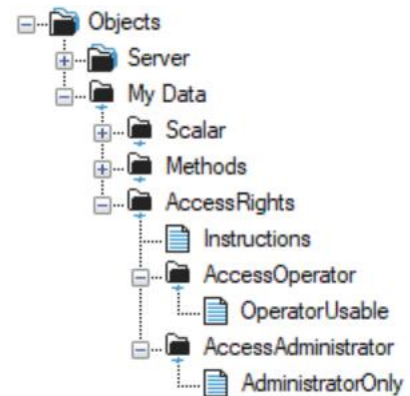 Objects
Server
My Data
Scalar
Methods
AccessRights
Instructions
AccessOperator
OperatorUsable
AccessAdministrator
AdministratorOnly